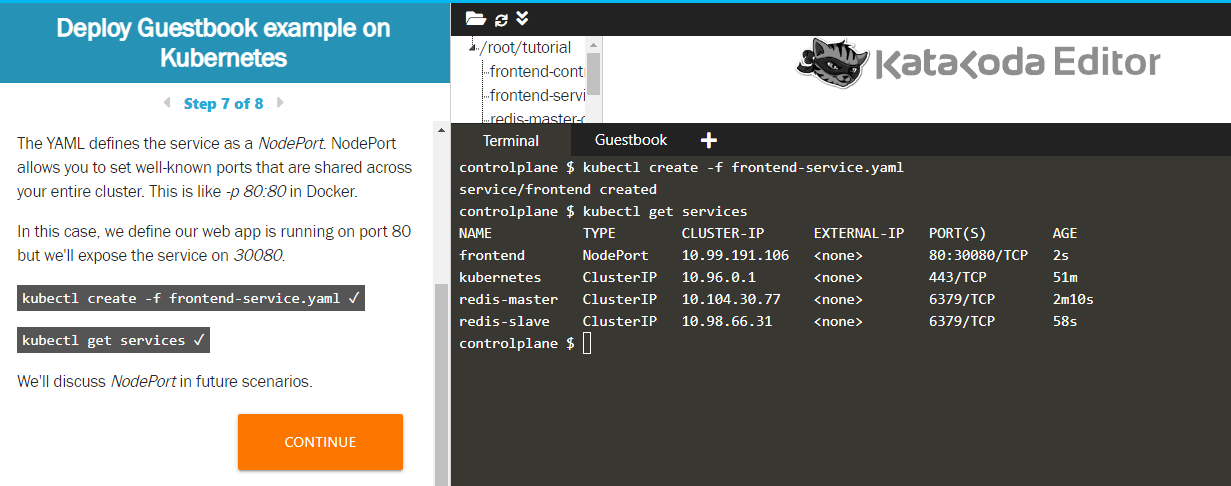 Deploy Guestbook example on
Kubernetes
Step 7 of 8
The YAML defines the service as a NodePort. NodePort
allows you to set well-known ports that are shared across
your entire cluster. This is like -p 80:80 in Docker.
In this case, we define our web app is running on port 80
but we'll expose the service on 30080.
kubectl create -f frontend-service.yaml ✓
kubectl get services ✓
We'll discuss NodePort in future scenarios.
CONTINUE
/root/tutorial
frontend-cont
frontend-servi
redis-master-c
KataKoda Editor
Terminal Guestbook +
controlplane $ kubectl create -f frontend-service.yaml
service/frontend created
controlplane $ kubectl get services
NAME TYPE CLUSTER-IP EXTERNAL-IP PORT(S) AGE
frontend NodePort 10.99.191.106 <none> 80:30080/TCP 2s
kubernetes ClusterIP 10.96.0.1 <none> 443/TCP 51m
redis-master ClusterIP 10.104.30.77 <none> 6379/TCP 2m10s
redis-slave ClusterIP 10.98.66.31 <none> 6379/TCP 58s
controlplane $